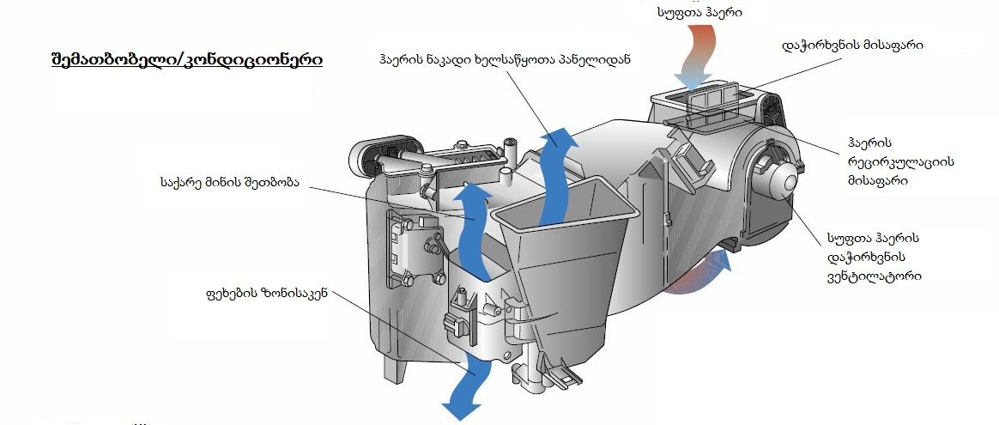 სუფთა ჰაერი
შემათბობელი/კონდიციონერი
ჰაერის ნაკადი ხელსაწყოთა პანელიდან
დაჭირხვნის მისაფარი
ჰაერის
რეცირკულაციის
მისაფარი
საქარე მინის შეთბობა
სუფთა ჰაერის
დაჭირხვნის
ვენტილატორი
ფეხების ზონისაკენ